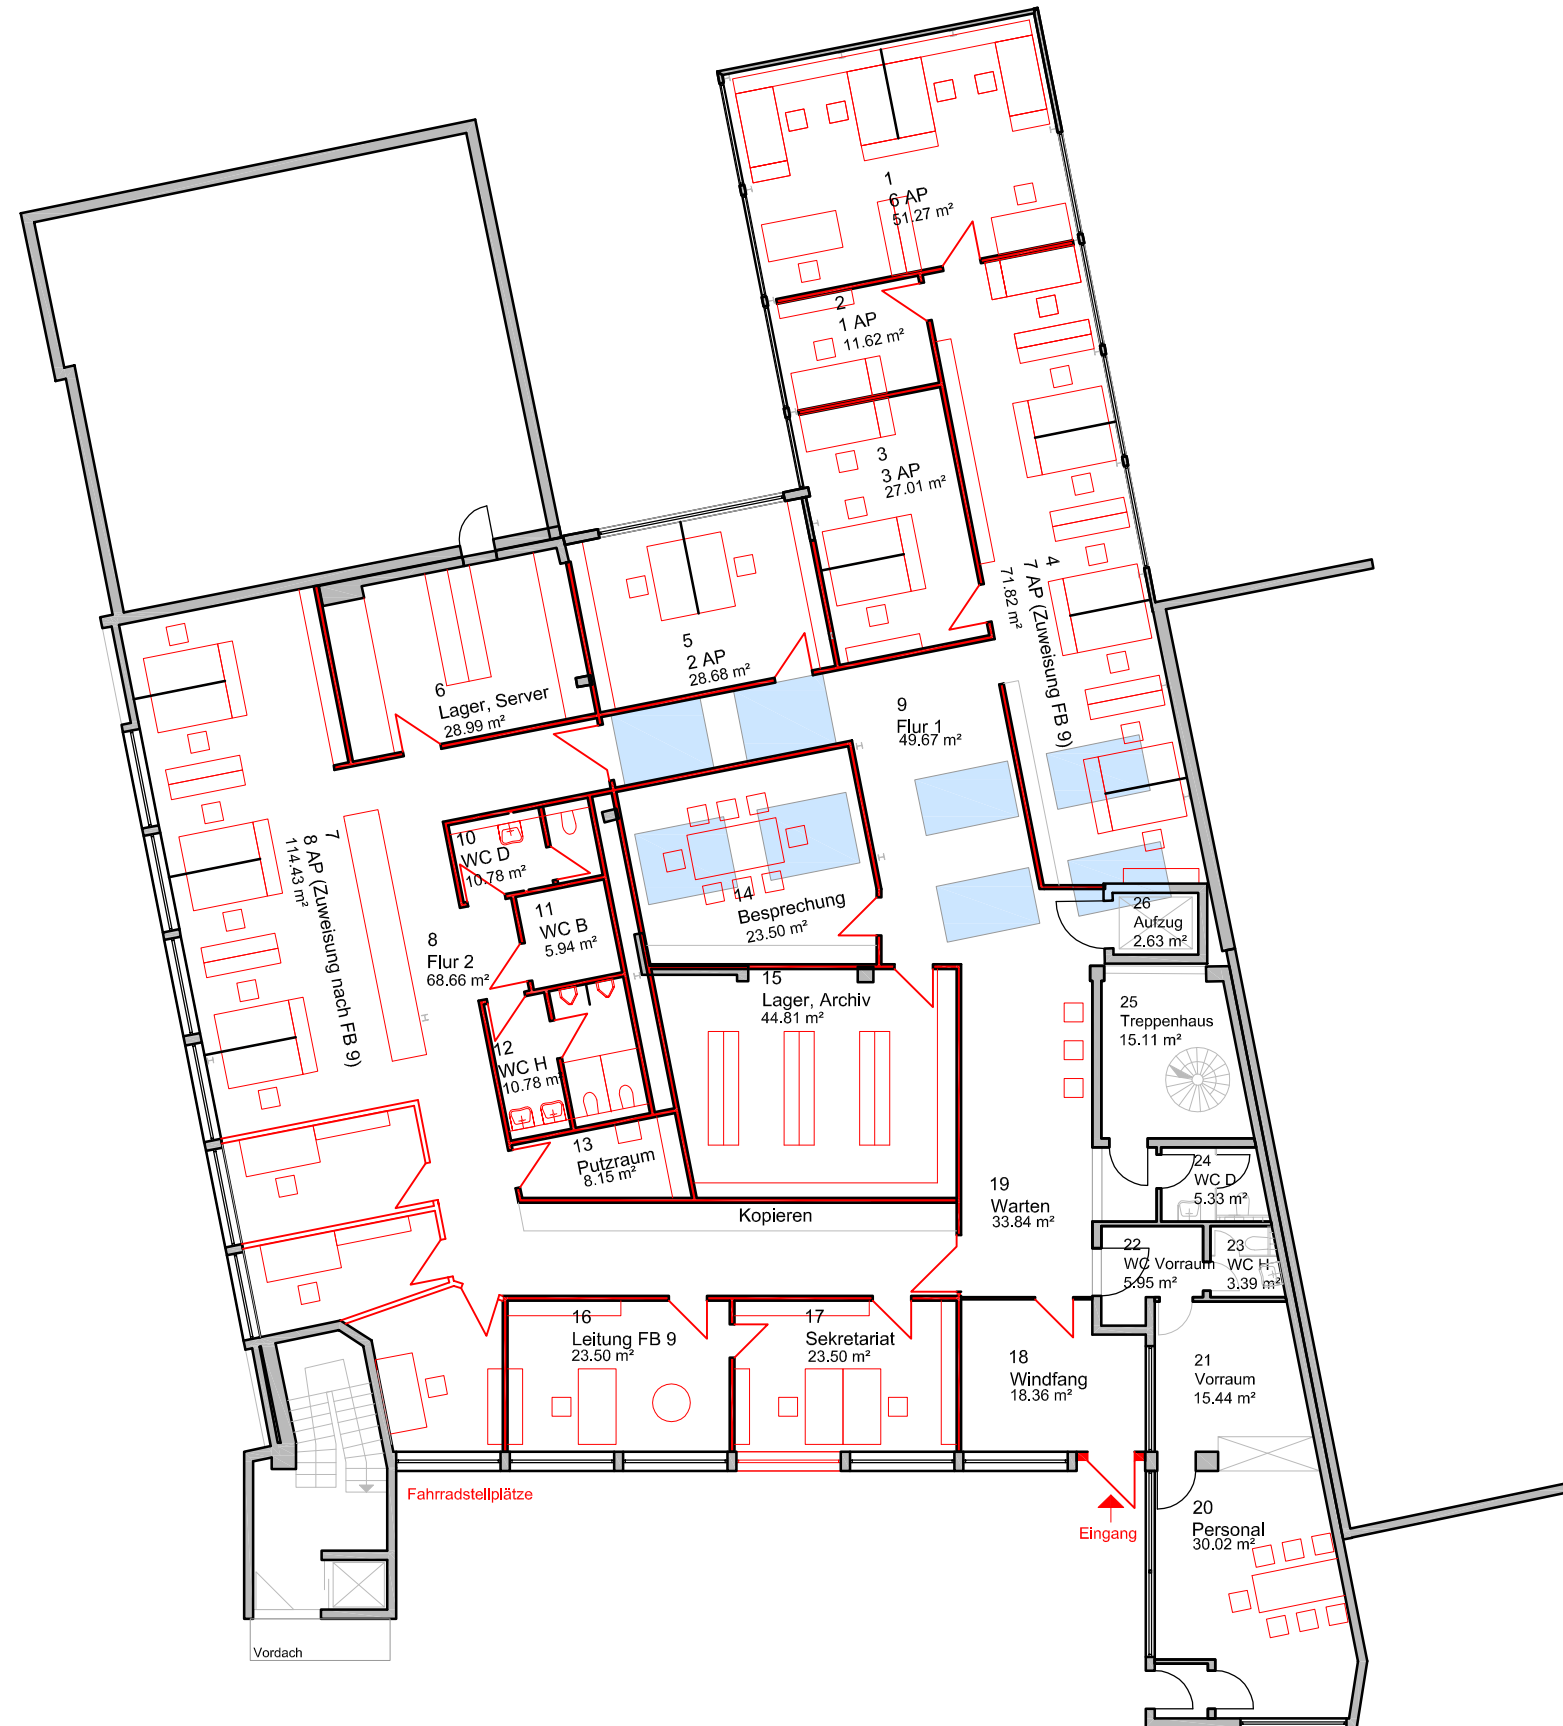 1
6 AP
51.27 m²
2
1 AP
11.62 m²
3
3 AP
27.01 m²
4
7 AP (Zuweisung FB 9)
71.82 m²
5
2 AP
28.68 m²
6
Lager, Server
28.99 m²
7
8 AP (Zuweisung nach FB 9)
114.43 m²
8
Flur 2
68.66 m²
9
Flur 1
49.67 m²
10
WC D
10.78 m²
11
WC B
5.94 m²
12
WC H
10.78 m²
13
Putzraum
8.15 m²
14
Besprechung
23.50 m²
15
Lager, Archiv
44.81 m²
Kopieren
16
Leitung FB 9
23.50 m²
17
Sekretariat
23.50 m²
18
Windfang
18.36 m²
19
Warten
33.84 m²
20
Personal
30.02 m²
21
Vorraum
15.44 m²
22
WC Vorraum
5.95 m²
23
WC H
3.39 m²
24
WC D
5.33 m²
25
Treppenhaus
15.11 m²
26
Aufzug
2.63 m²
Fahrradstellplätze
Eingang
Vordach